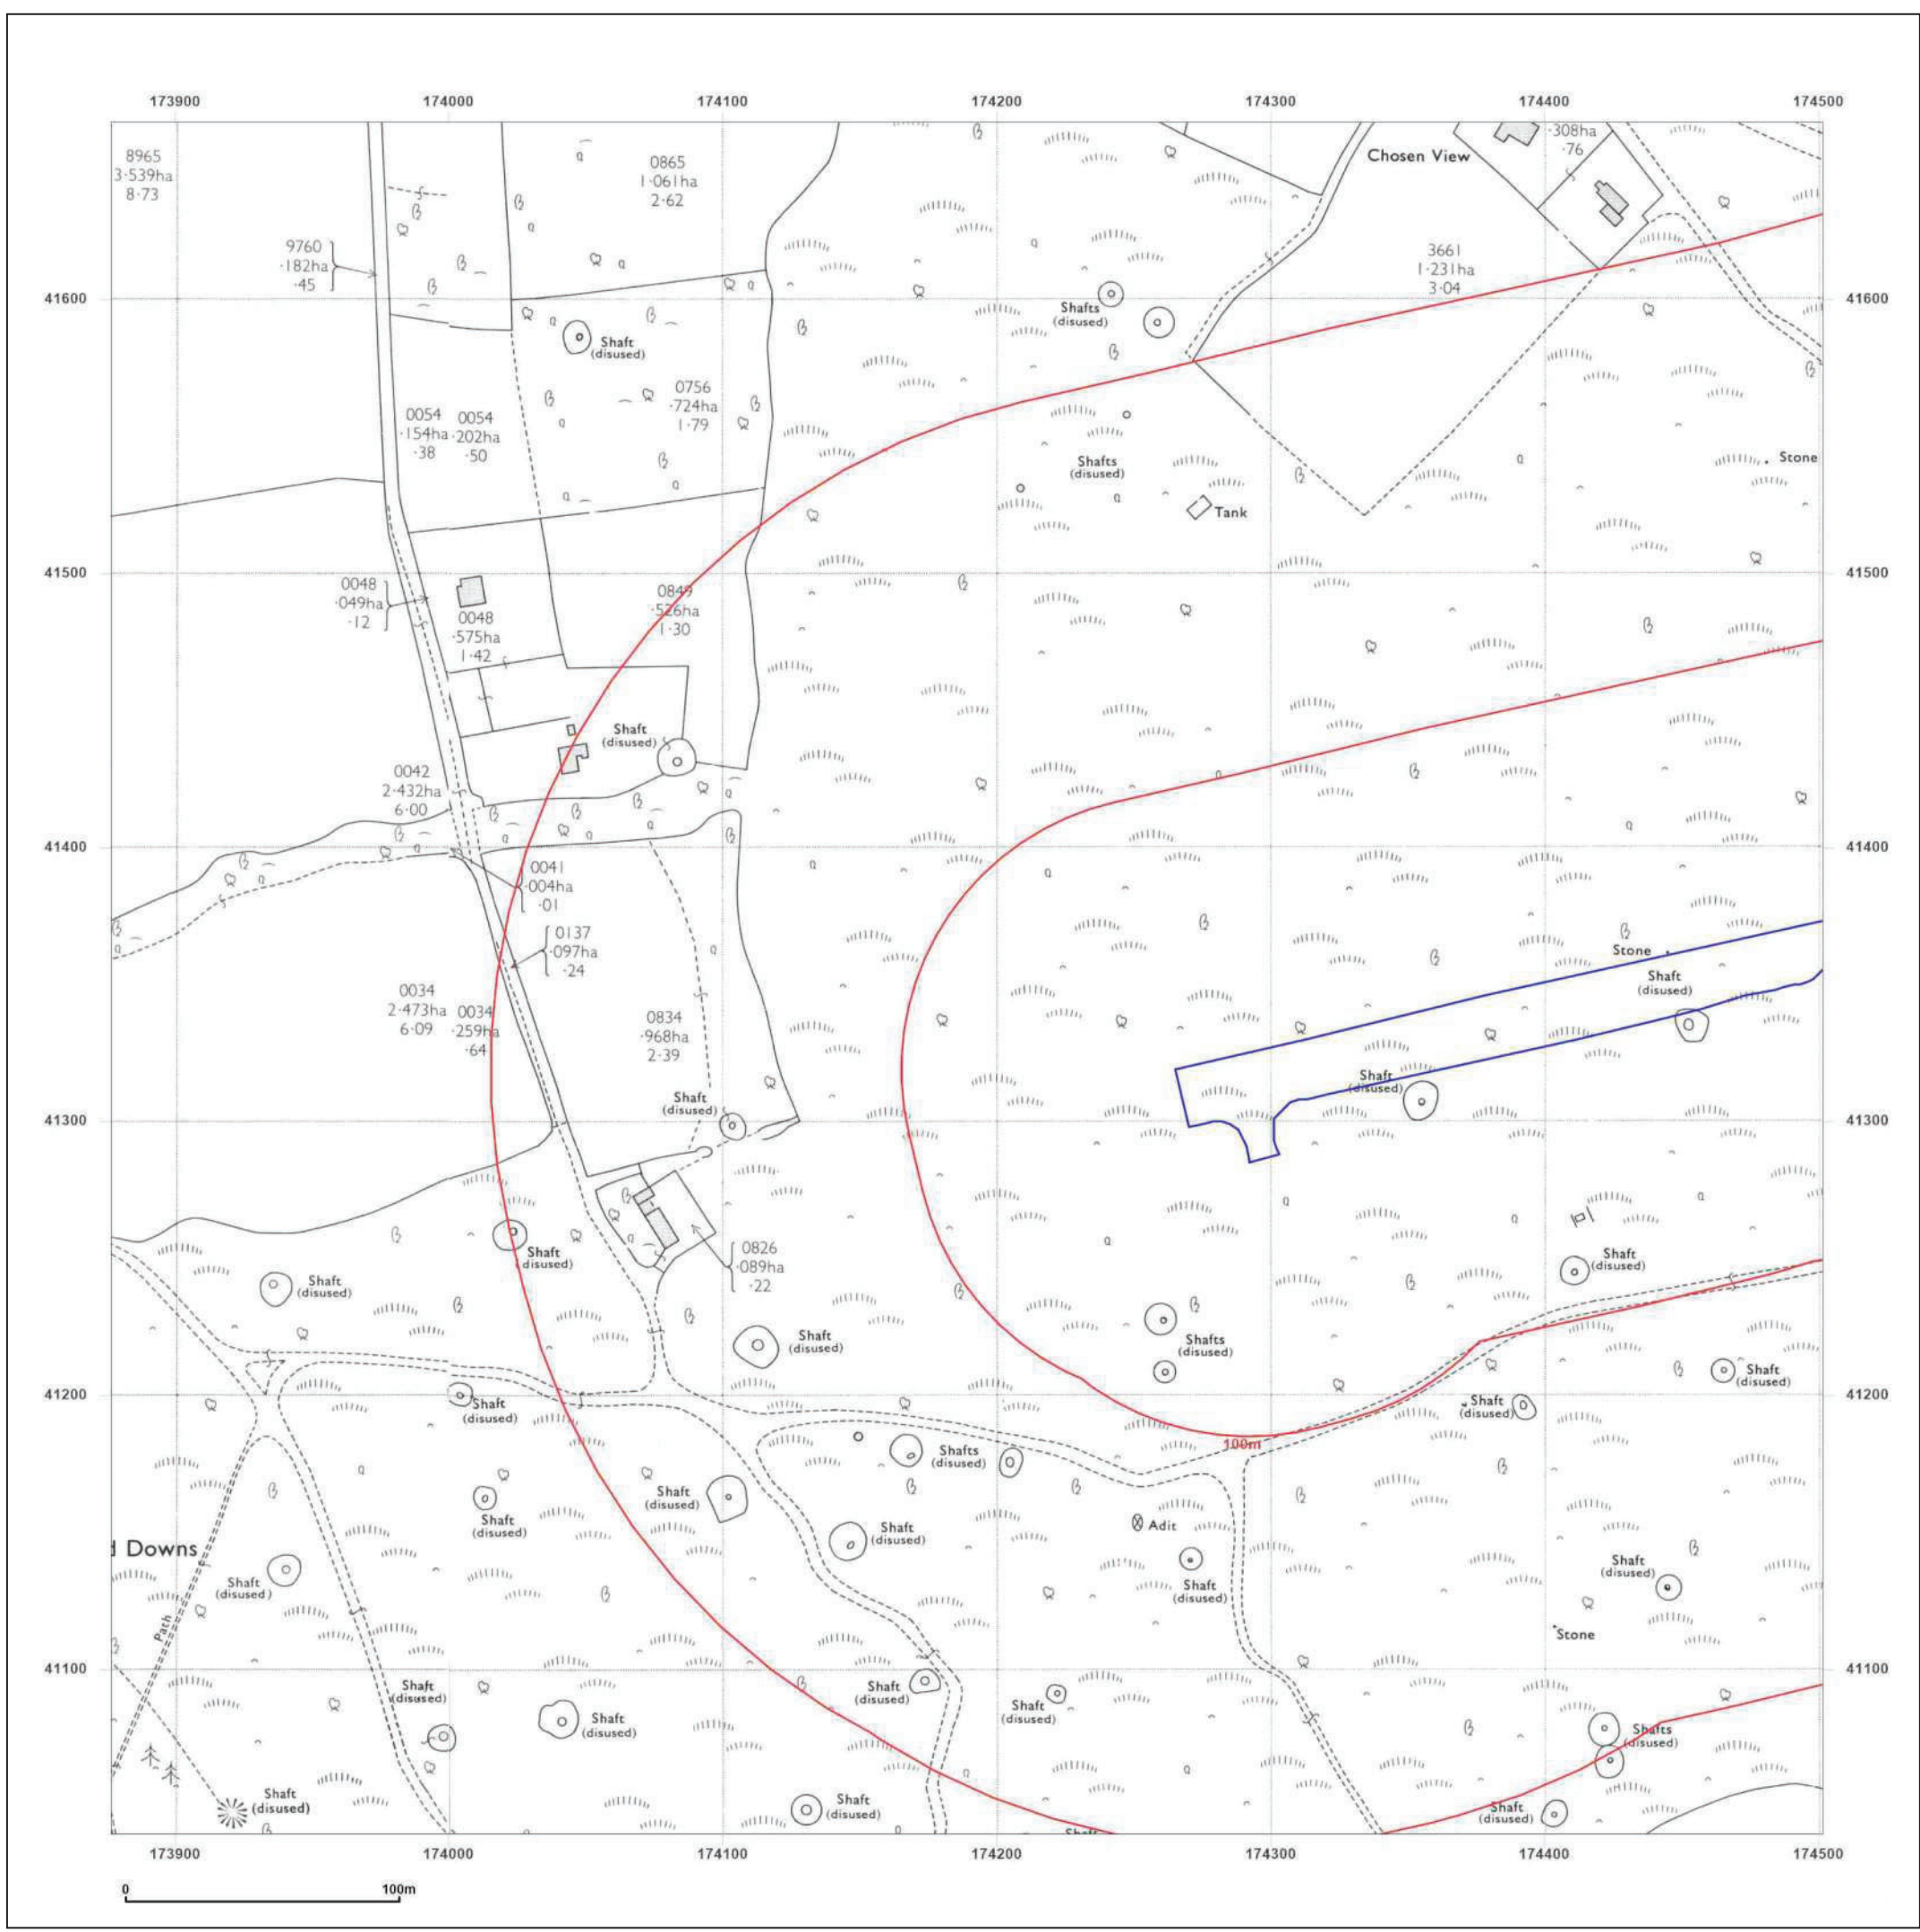 173900 174000 174100 174200 174300 174400 174500
8965
3·539ha
8·73
0865
1·061ha
2·62
Chosen View
·308ha
·76
9760
·182ha
·45
3661
1·231ha
3·04
41600
41600
Shafts
(disused)
Shaft
(disused)
0756
·724ha
1·79
0054
·154ha
·38
0054
·202ha
·50
Shafts
(disused)
Stone
Tank
41500
41500
0048
·049ha
·12
0048
·575ha
1·42
0849
·526ha
1·30
Shaft
(disused)
0042
2·432ha
6·00
41400
41400
0041
·004ha
·01
0137
·097ha
·24
Stone
Shaft
(disused)
0034
2·473ha
6·09
0034
·259ha
·64
0834
·968ha
2·39
Shaft
(disused)
Shaft
(disused)
41300
41300
Shaft
(disused)
0826
·089ha
·22
Shaft
(disused)
Shaft
(disused)
Shaft
(disused)
Shafts
(disused)
Shaft
(disused)
41200
41200
Shaft
(disused)
Shaft
(disused)
100m
Shafts
(disused)
Shaft
(disused)
Shaft
(disused)
Shaft
(disused)
Adit
d Downs
Shaft
(disused)
Shaft
(disused)
Shaft
(disused)
Path
Stone
41100
41100
Shaft
(disused)
Shaft
(disused)
Shaft
(disused)
Shaft
(disused)
Shafts
(disused)
Shaft
(disused)
Shaft
(disused)
Shaft
(disused)
173900 174000 174100 174200 174300 174400 174500
0 100m